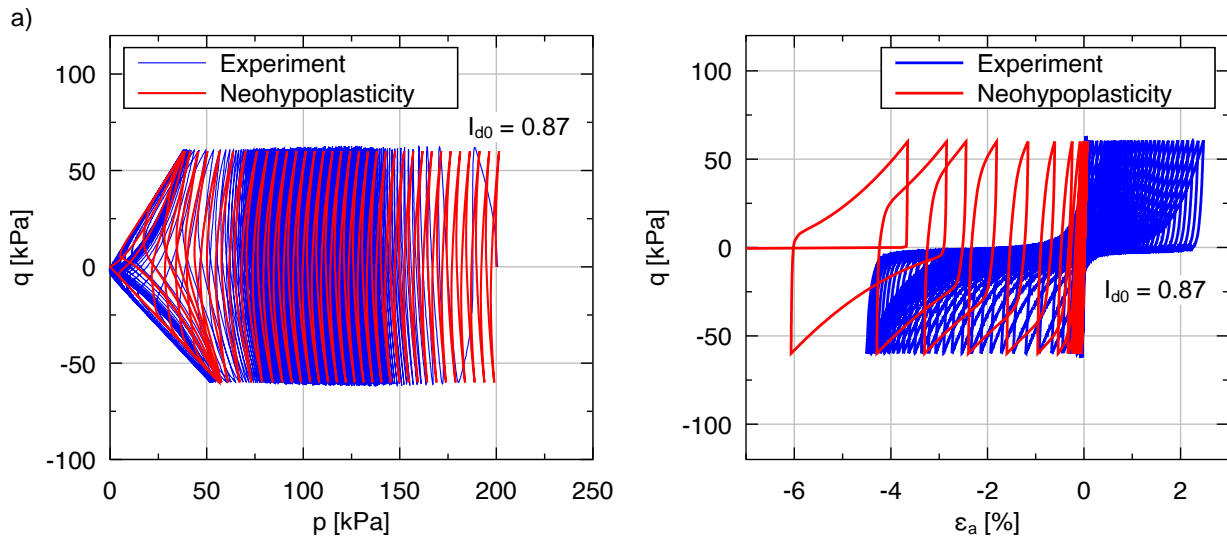 a)
Experiment
Neohypoplasticity
I_d0 = 0.87
100
50
0
-50
-100
q [kPa]
0 50 100 150 200 250
p [kPa]
Experiment
Neohypoplasticity
I_d0 = 0.87
100
50
0
-50
-100
q [kPa]
-6 -4 -2 0 2
ε_a [%]